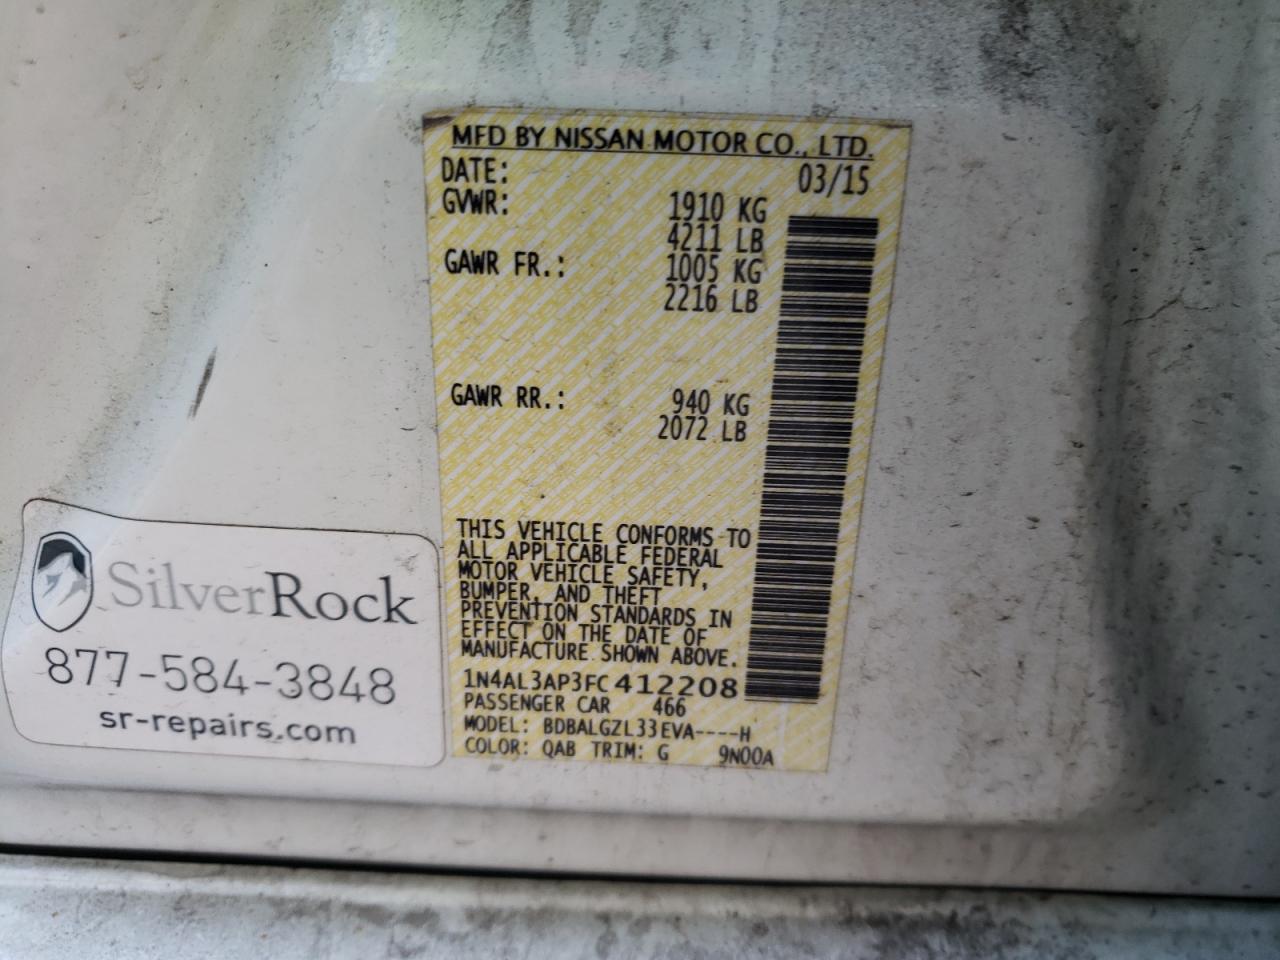 MFD BY NISSAN MOTOR CO., LTD.
DATE: 03/15
GVWR: 1910 KG
4211 LB
GAWR FR.: 1005 KG
2216 LB
GAWR RR.: 940 KG
2072 LB
THIS VEHICLE CONFORMS TO
ALL APPLICABLE FEDERAL
MOTOR VEHICLE SAFETY,
BUMPER, AND THEFT
PREVENTION STANDARDS IN
EFFECT ON THE DATE OF
MANUFACTURE SHOWN ABOVE.
1N4AL3AP3FC412208
PASSENGER CAR 466
MODEL: BDBALGZL33EVA----H
COLOR: QAB TRIM: G 9N00A
SilverRock
877-584-3848
sr-repairs.com